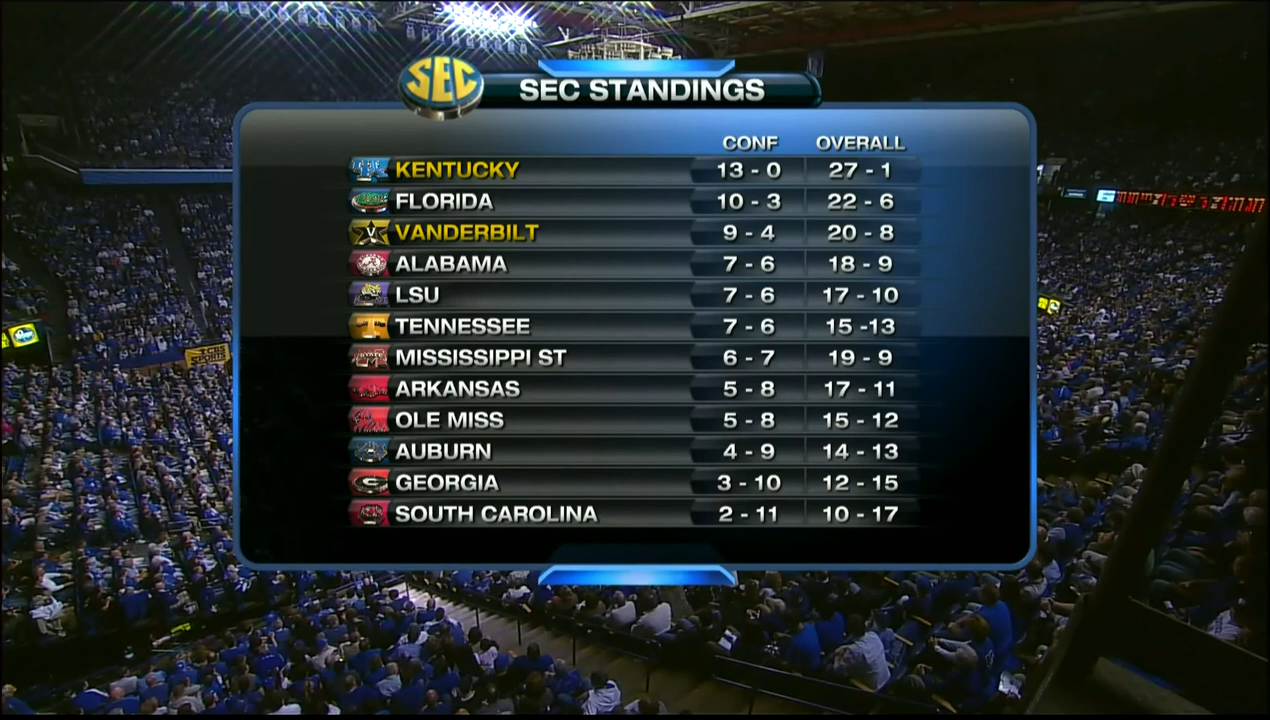 SEC
SEC STANDINGS
CONF OVERALL
KENTUCKY 13 - 0 27 - 1
FLORIDA 10 - 3 22 - 6
VANDERBILT 9 - 4 20 - 8
ALABAMA 7 - 6 18 - 9
LSU 7 - 6 17 - 10
TENNESSEE 7 - 6 15 -13
MISSISSIPPI ST 6 - 7 19 - 9
ARKANSAS 5 - 8 17 - 11
OLE MISS 5 - 8 15 - 12
AUBURN 4 - 9 14 - 13
GEORGIA 3 - 10 12 - 15
SOUTH CAROLINA 2 - 11 10 - 17
CBS
SPORTS